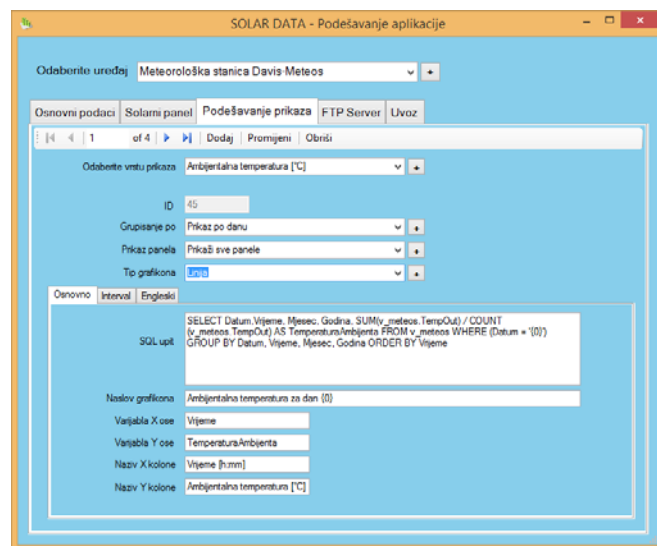 SOLAR DATA - Podešavanje aplikacije
Odaberite uređaj Meteorološka stanica Davis-Meteos
Osnovni podaci Solarni panel Podešavanje prikaza FTP Server Uvoz
1 of 4 Dodaj Promijeni Obriši
Odaberite vrstu prikaza Ambijentalna temperatura [°C]
ID 45
Grupisanje po Prikaz po danu
Prikaz panela Prikaži sve panele
Tip grafikona Linija
Osnovno Interval Engleski
SQL upit
SELECT Datum,Vrijeme, Mjesec, Godina, SUM(v_meteos.TempOut) / COUNT
(v_meteos.TempOut) AS TemperaturaAmbijenta FROM v_meteos WHERE (Datum = '{0}')
GROUP BY Datum, Vrijeme, Mjesec, Godina ORDER BY Vrijeme
Naslov grafikona Ambijentalna temperatura za dan {0}
Varijabla X ose Vrijeme
Varijabla Y ose TemperaturaAmbijenta
Naziv X kolone Vrijeme [h:mm]
Naziv Y kolone Ambijentalna temperatura [°C]